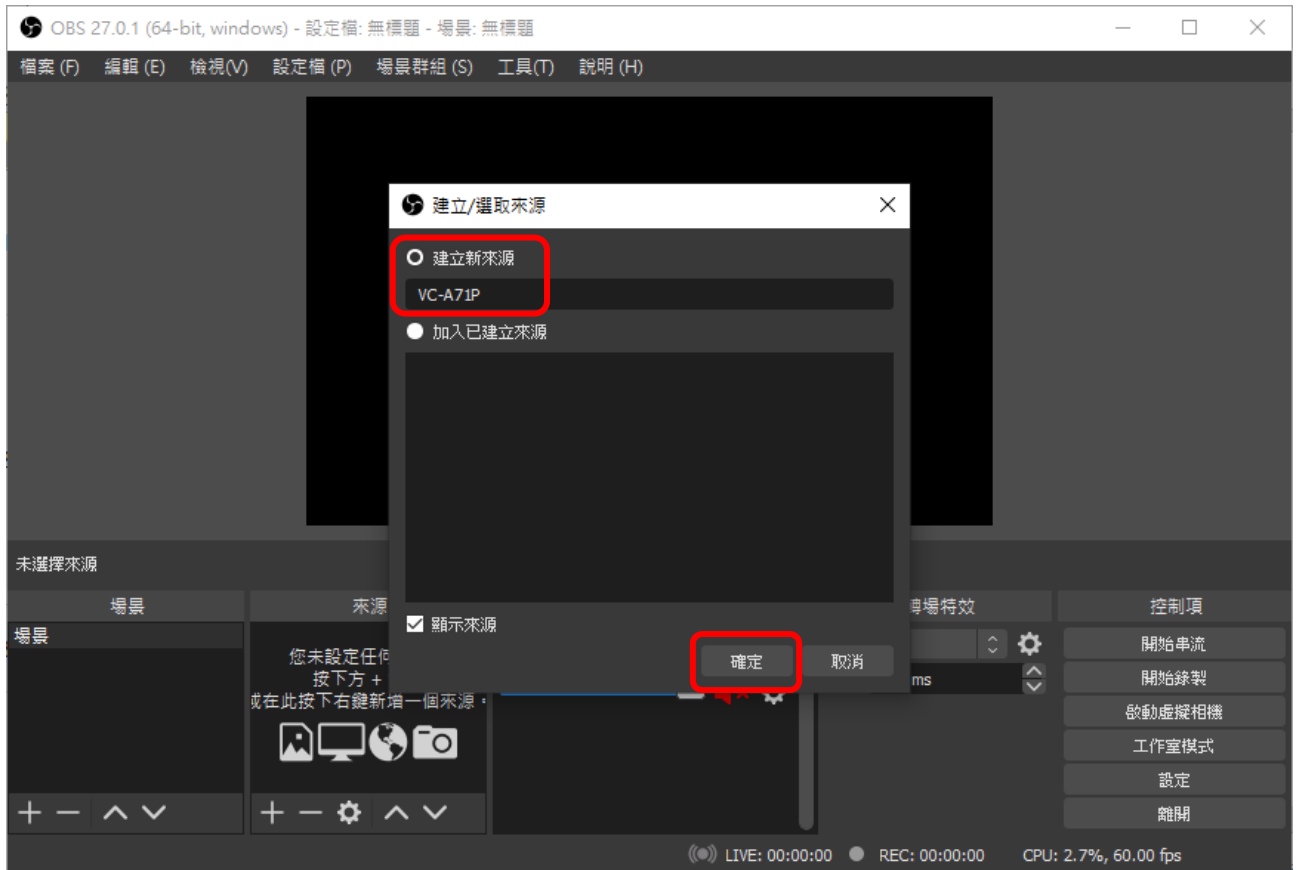 OBS 27.0.1 (64-bit, windows) - 設定檔: 無標題 - 場景: 無標題
檔案 (F) 編輯 (E) 檢視(V) 設定檔 (P) 場景群組 (S) 工具(T) 說明 (H)
建立/選取來源
建立新來源
VC-A71P
加入已建立來源
顯示來源
確定 取消
未選擇來源
場景
場景
來源
您未設定任何
按下方 +
或在此按下右鍵新增一個來源。
轉場特效
ms
控制項
開始串流
開始錄製
啟動虛擬相機
工作室模式
設定
離開
LIVE: 00:00:00 REC: 00:00:00 CPU: 2.7%, 60.00 fps